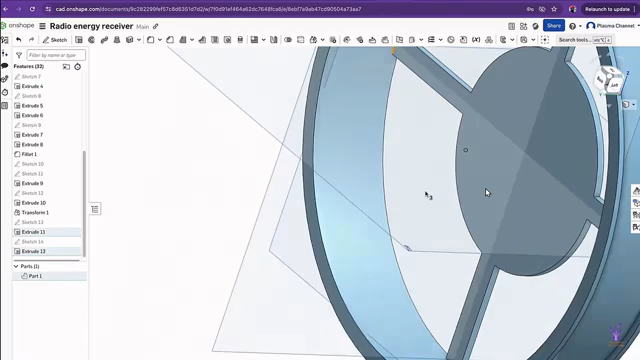 cad.onshape.com/documents/
Relaunch to update
onshape
Radio energy receiver
Main
Share
Plasma Channel
Sketch
Search tools...
Filter by name or type
Features (32)
Sketch 7
Extrude 4
Sketch 8
Extrude 5
Extrude 6
Sketch 9
Extrude 7
Extrude 8
Fillet 1
Sketch 10
Sketch 11
Extrude 9
Sketch 12
Extrude 10
Transform 1
Sketch 13
Extrude 11
Sketch 14
Extrude 12
Parts (1)
Part 1
Left